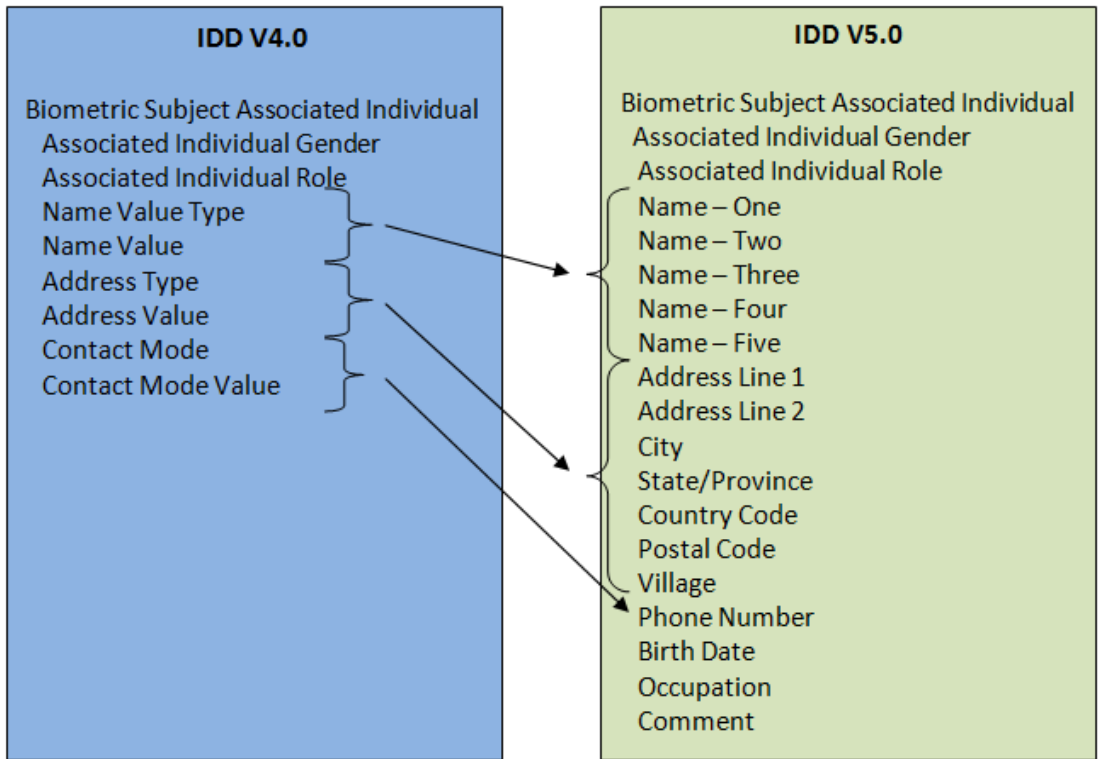 IDD V4.0
Biometric Subject Associated Individual
Associated Individual Gender
Associated Individual Role
Name Value Type
Name Value
Address Type
Address Value
Contact Mode
Contact Mode Value
IDD V5.0
Biometric Subject Associated Individual
Associated Individual Gender
Associated Individual Role
Name – One
Name – Two
Name – Three
Name – Four
Name – Five
Address Line 1
Address Line 2
City
State/Province
Country Code
Postal Code
Village
Phone Number
Birth Date
Occupation
Comment